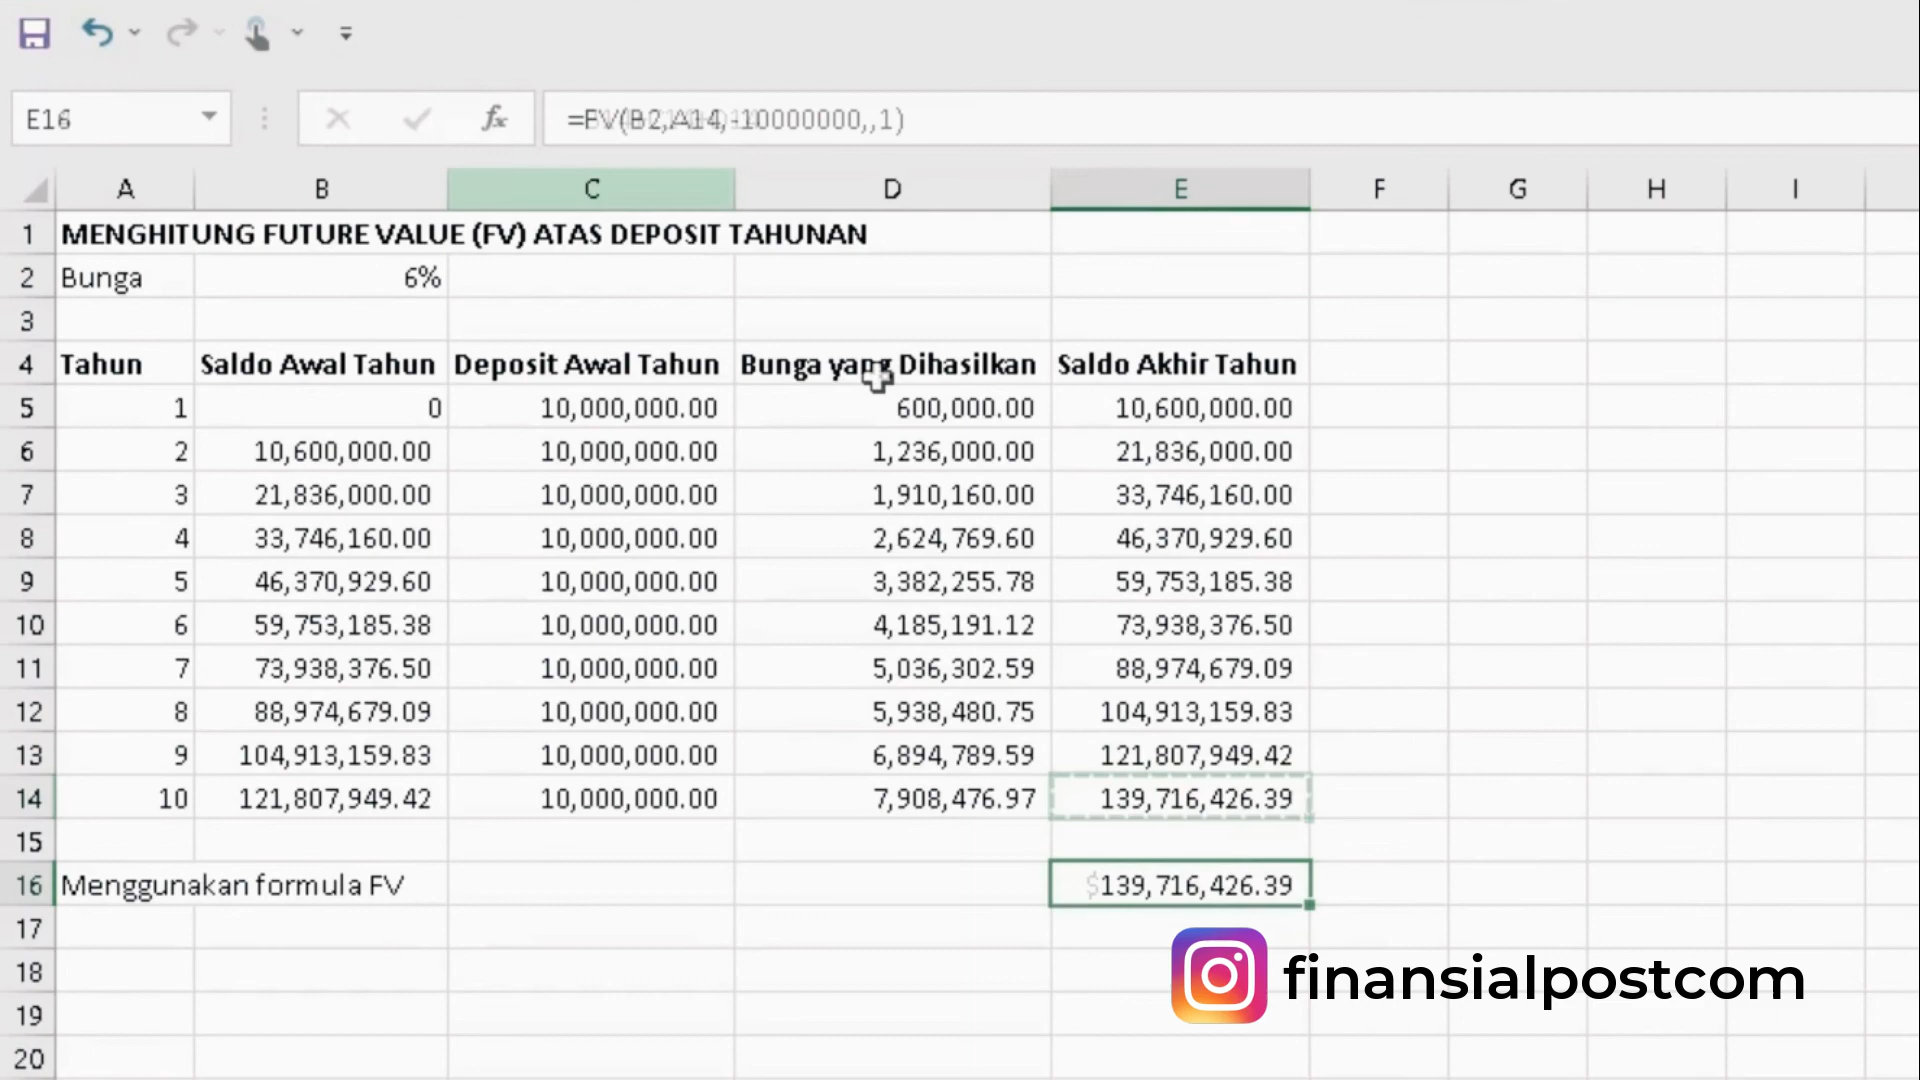 E16 fx =FV(B2,A14,-10000000,,1)
A B C D E F G H I
1 MENGHITUNG FUTURE VALUE (FV) ATAS DEPOSIT TAHUNAN
2 Bunga 6%
3
4 Tahun Saldo Awal Tahun Deposit Awal Tahun Bunga yang Dihasilkan Saldo Akhir Tahun
5 1 0 10,000,000.00 600,000.00 10,600,000.00
6 2 10,600,000.00 10,000,000.00 1,236,000.00 21,836,000.00
7 3 21,836,000.00 10,000,000.00 1,910,160.00 33,746,160.00
8 4 33,746,160.00 10,000,000.00 2,624,769.60 46,370,929.60
9 5 46,370,929.60 10,000,000.00 3,382,255.78 59,753,185.38
10 6 59,753,185.38 10,000,000.00 4,185,191.12 73,938,376.50
11 7 73,938,376.50 10,000,000.00 5,036,302.59 88,974,679.09
12 8 88,974,679.09 10,000,000.00 5,938,480.75 104,913,159.83
13 9 104,913,159.83 10,000,000.00 6,894,789.59 121,807,949.42
14 10 121,807,949.42 10,000,000.00 7,908,476.97 139,716,426.39
15
16 Menggunakan formula FV $139,716,426.39
17
18
finansialpostcom
19
20